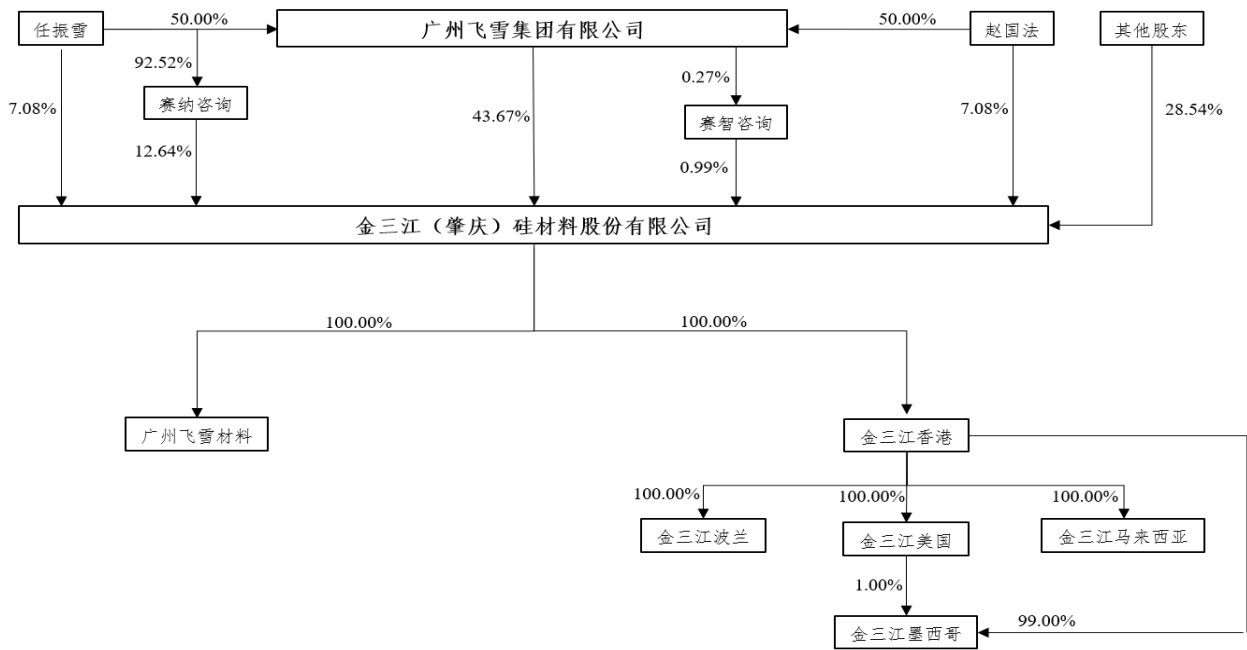 任振雪
50.00%
广州飞雪集团有限公司
50.00%
赵国法
其他股东
92.52%
0.27%
7.08%
赛纳咨询
43.67%
赛智咨询
7.08%
28.54%
12.64%
0.99%
金三江（肇庆）硅材料股份有限公司
100.00%
100.00%
广州飞雪材料
金三江香港
100.00%
100.00%
100.00%
金三江波兰
金三江美国
金三江马来西亚
1.00%
金三江墨西哥
99.00%